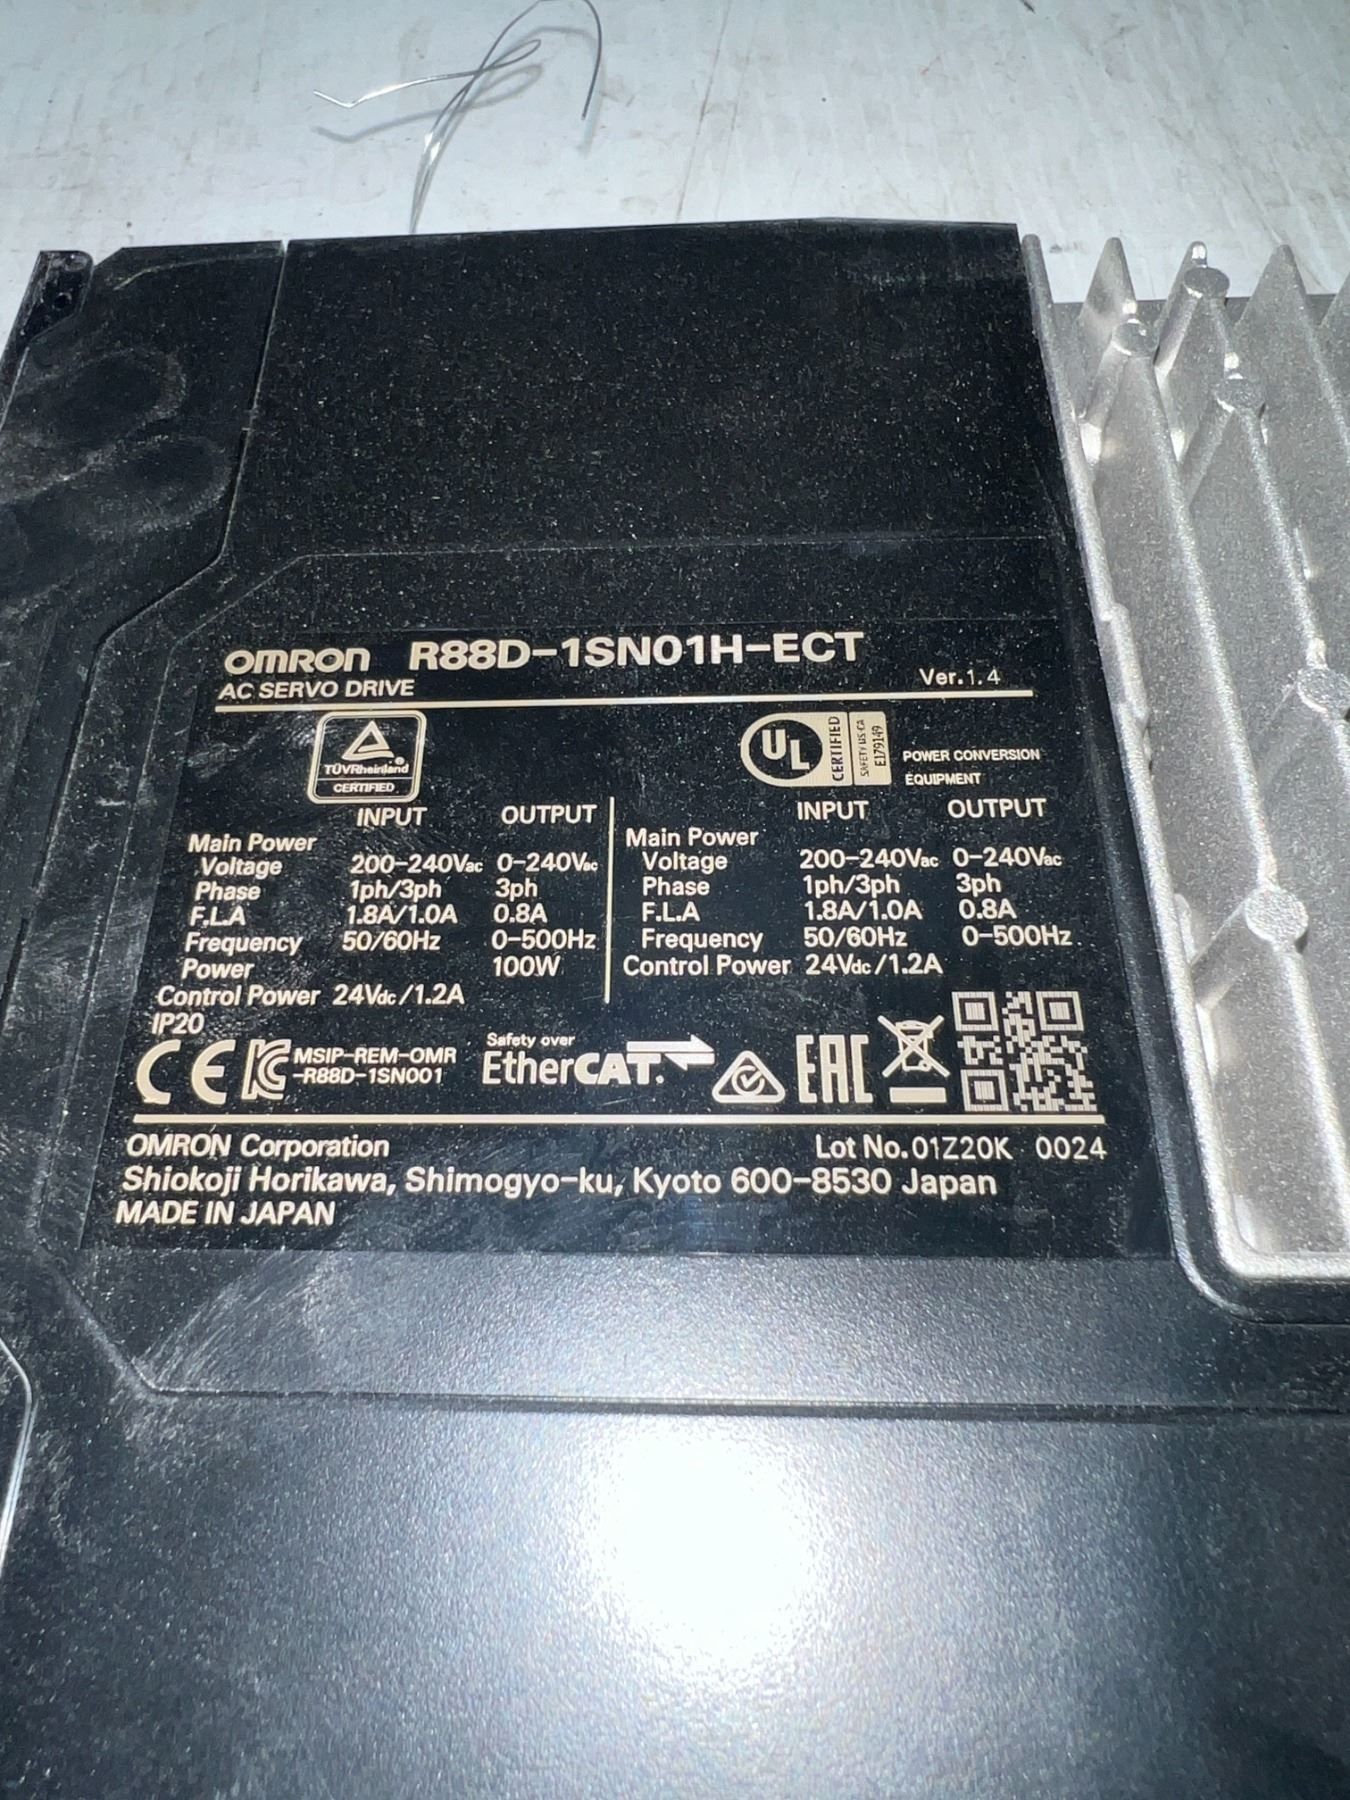 OMRON R88D-1SN01H-ECT
AC SERVO DRIVE Ver.1.4
TÜVRheinland®
CERTIFIED
UL CERTIFIED
SAFETY US-CA
E179149
POWER CONVERSION
EQUIPMENT
INPUT OUTPUT
Main Power
Voltage 200-240Vac 0-240Vac
Phase 1ph/3ph 3ph
F.L.A 1.8A/1.0A 0.8A
Frequency 50/60Hz 0-500Hz
Power 100W
Control Power 24Vdc/1.2A
IP20
INPUT OUTPUT
Main Power
Voltage 200-240Vac 0-240Vac
Phase 1ph/3ph 3ph
F.L.A 1.8A/1.0A 0.8A
Frequency 50/60Hz 0-500Hz
Control Power 24Vdc/1.2A
CE
MSIP-REM-OMR
-R88D-1SN001
Safety over
EtherCAT®
EAC
OMRON Corporation Lot No.01Z20K 0024
Shiokoji Horikawa, Shimogyo-ku, Kyoto 600-8530 Japan
MADE IN JAPAN